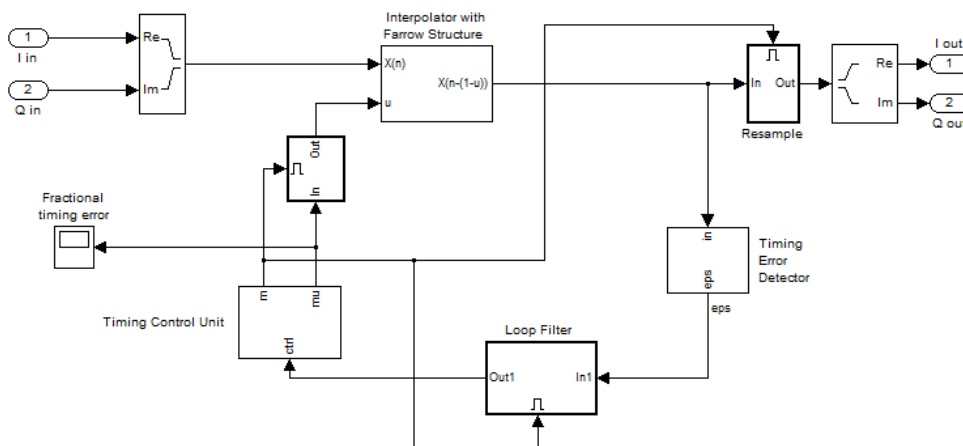 Interpolator with
Farrow Structure
1
I in
2
Q in
Re
Im
X(n)
u
X(n-(1-u))
In
Out
Resample
Re
Im
I out
1
2
Q out
Out
In
Fractional
timing error
m
mu
ctrl
Timing Control Unit
in
eps
Timing
Error
Detector
eps
Loop Filter
Out1
In1